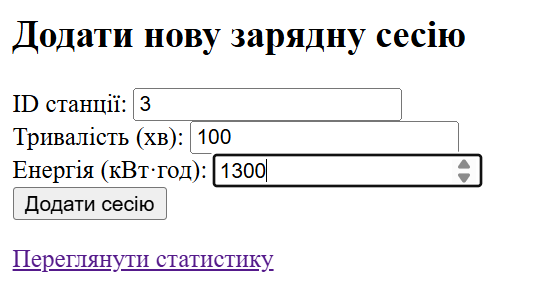 Додати нову зарядну сесію
ID станції: 3
Тривалість (хв): 100
Енергія (кВт·год): 1300
Додати сесію
Переглянути статистику